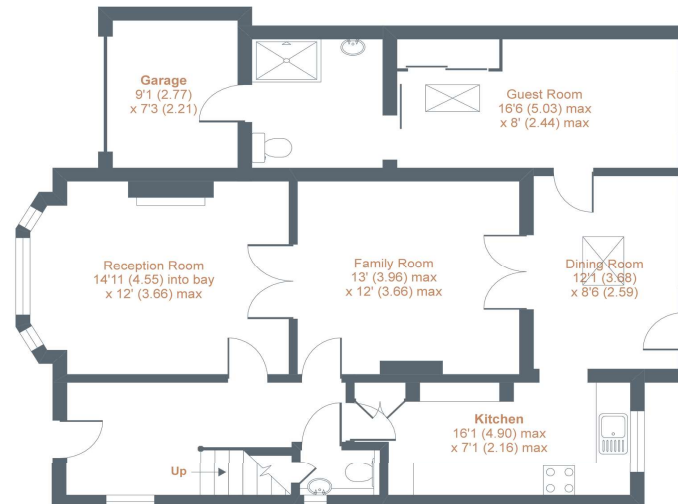 Garage
9'1 (2.77)
x 7'3 (2.21)
Guest Room
16'6 (5.03) max
x 8' (2.44) max
Reception Room
14'11 (4.55) into bay
x 12' (3.66) max
Family Room
13' (3.96) max
x 12' (3.66) max
Dining Room
12'1 (3.68)
x 8'6 (2.59)
Kitchen
16'1 (4.90) max
x 7'1 (2.16) max
Up